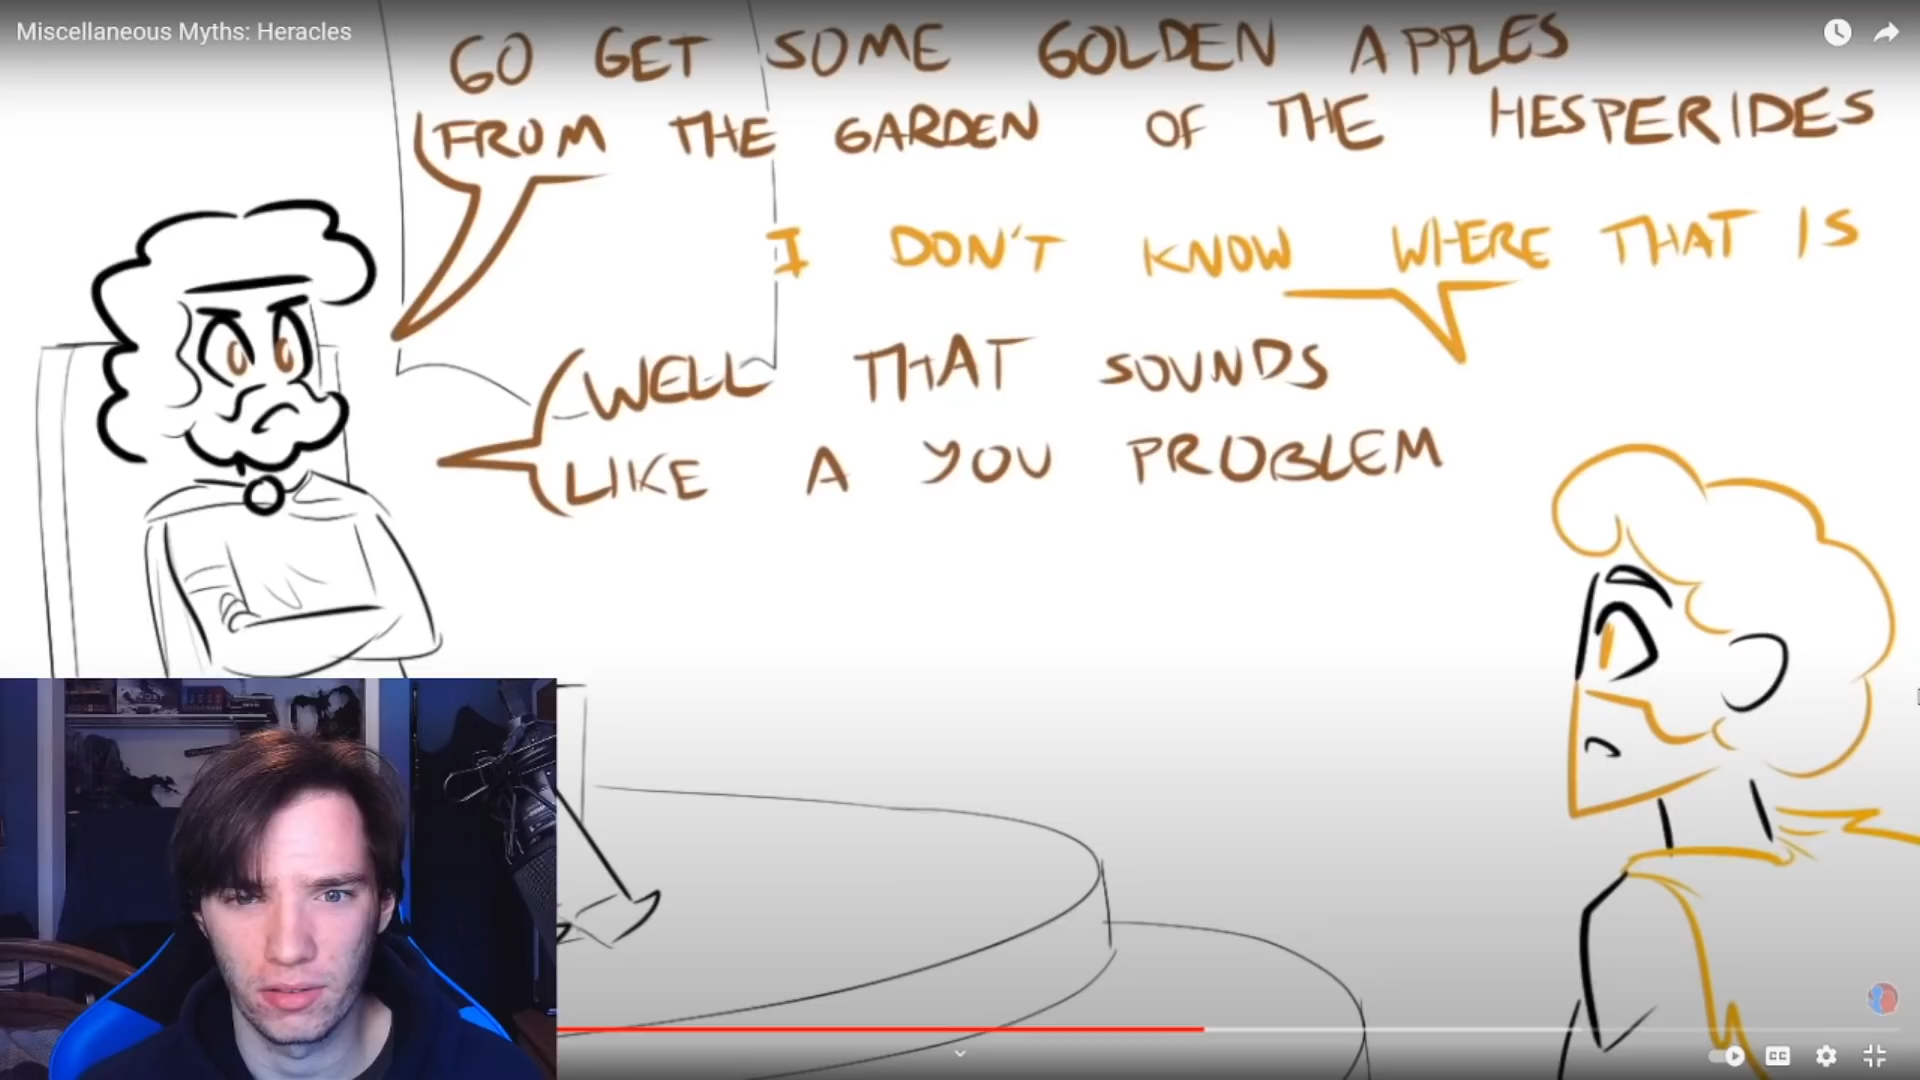 Miscellaneous Myths: Heracles
GO GET SOME GOLDEN APPLES
FROM THE GARDEN OF THE HESPERIDES
I DON'T KNOW WHERE THAT IS
WELL THAT SOUNDS
LIKE A YOU PROBLEM
CC